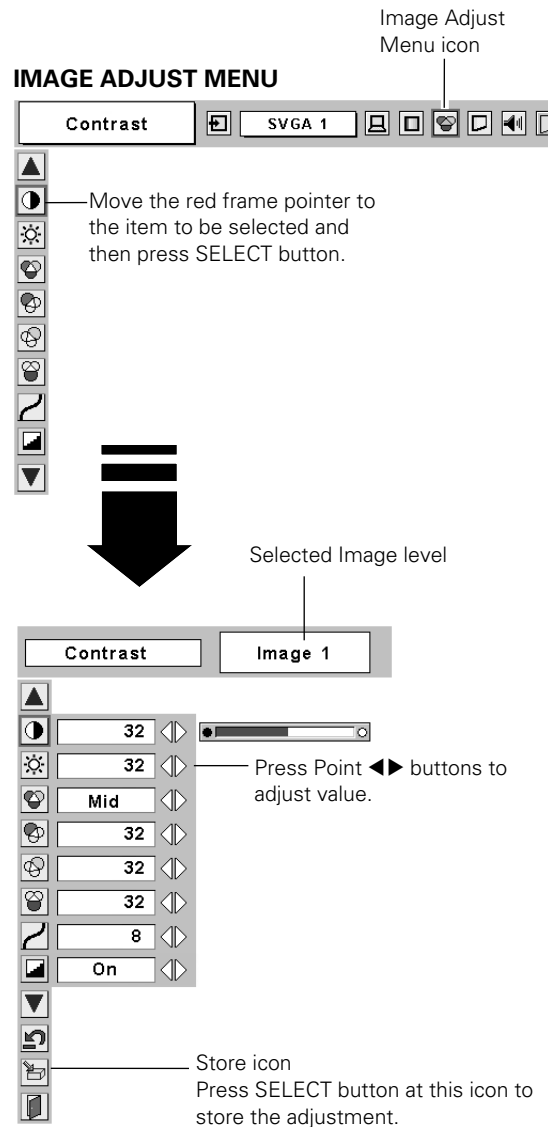 Image Adjust
Menu icon
IMAGE ADJUST MENU
Contrast
SVGA 1
Move the red frame pointer to
the item to be selected and
then press SELECT button.
Selected Image level
Contrast
Image 1
32
32
Press Point ◀▶ buttons to
adjust value.
Mid
32
32
32
8
On
Store icon
Press SELECT button at this icon to
store the adjustment.